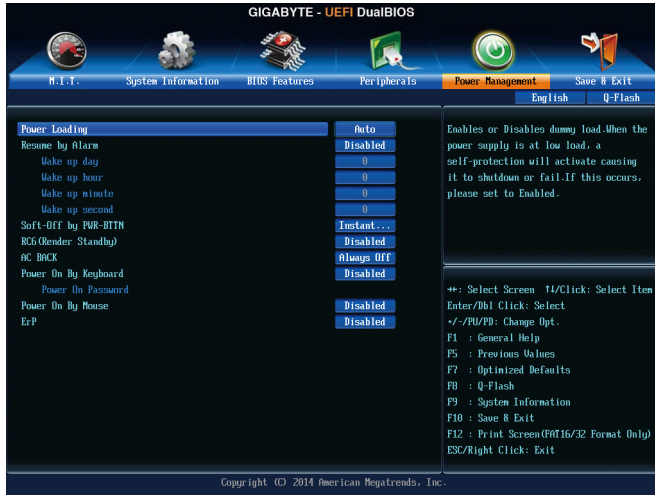 GIGABYTE - UEFI DualBIOS
M.I.T. System Information BIOS Features Peripherals Power Management Save & Exit
English Q-Flash
Power Loading Auto
Resume by Alarm Disabled
Wake up day 0
Wake up hour 0
Wake up minute 0
Wake up second 0
Soft-Off by PWR-BTTN Instant...
RC6(Render Standby) Disabled
AC BACK Always Off
Power On By Keyboard Disabled
Power On Password
Power On By Mouse Disabled
ErP Disabled
Enables or Disables dummy load.When the
power supply is at low load, a
self-protection will activate causing
it to shutdown or fail.If this occurs,
please set to Enabled.
↔: Select Screen ↑↓/Click: Select Item
Enter/Dbl Click: Select
+/-/PU/PD: Change Opt.
F1 : General Help
F5 : Previous Values
F7 : Optimized Defaults
F8 : Q-Flash
F9 : System Information
F10 : Save & Exit
F12 : Print Screen(FAT16/32 Format Only)
ESC/Right Click: Exit
Copyright (C) 2014 American Megatrends, Inc.